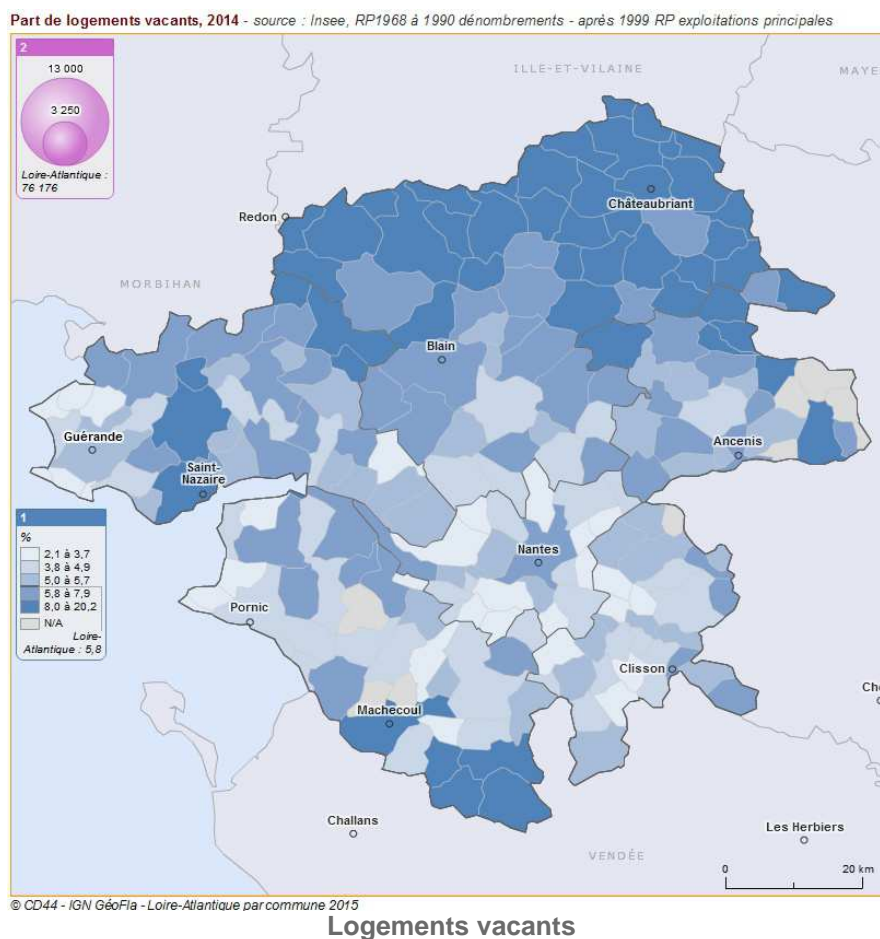 Part de logements vacants, 2014 - source : Insee, RP1968 à 1990 dénombrements - après 1999 RP exploitations principales
2
13 000
3 250
Loire-Atlantique :
76 176
ILLE-ET-VILAINE
MAYE
Redon
Châteaubriant
MORBIHAN
Blain
Guérande
Saint-
Nazaire
Ancenis
1
%
2,1 à 3,7
3,8 à 4,9
5,0 à 5,7
5,8 à 7,9
8,0 à 20,2
N/A
Loire-
Atlantique : 5,8
Nantes
Pornic
Clisson
Ch
Machecoul
Challans
Les Herbiers
VENDÉE
0 20 km
© CD44 - IGN GéoFla - Loire-Atlantique par commune 2015
Logements vacants